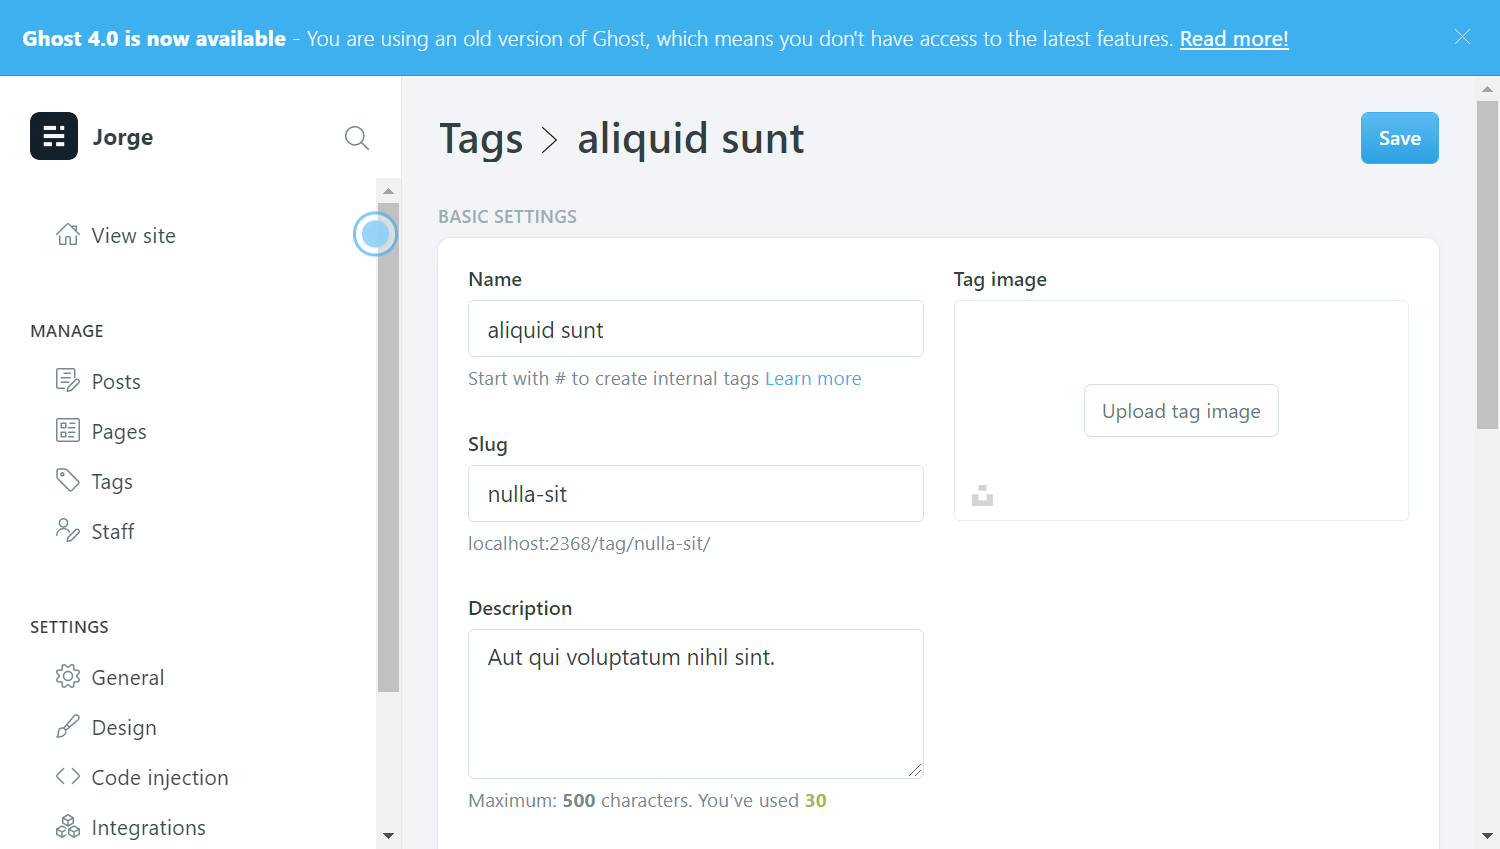 Ghost 4.0 is now available - You are using an old version of Ghost, which means you don't have access to the latest features. Read more!
Jorge
View site
MANAGE
Posts
Pages
Tags
Staff
SETTINGS
General
Design
Code injection
Integrations
Tags > aliquid sunt
Save
BASIC SETTINGS
Name
aliquid sunt
Start with # to create internal tags Learn more
Slug
nulla-sit
localhost:2368/tag/nulla-sit/
Description
Aut qui voluptatum nihil sint.
Maximum: 500 characters. You’ve used 30
Tag image
Upload tag image